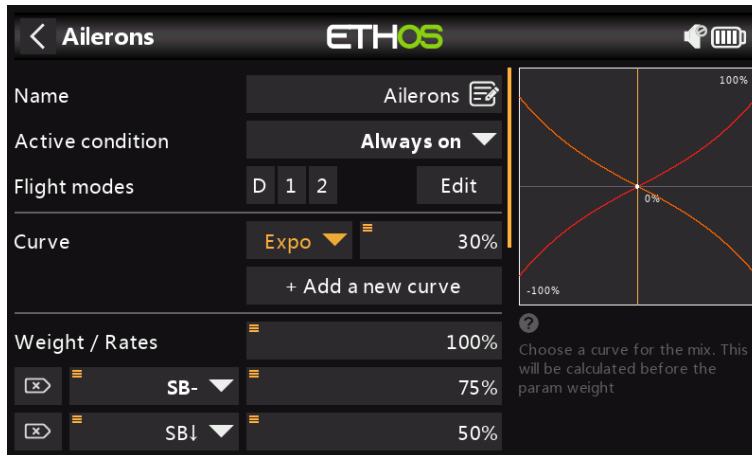 Ailerons
ETHOS
Name
Ailerons
Active condition
Always on
Flight modes
D 1 2
Edit
Curve
Expo
30%
+ Add a new curve
Weight / Rates
100%
SB-
75%
SB↓
50%
100%
0%
-100%
?
Choose a curve for the mix. This
will be calculated before the
param weight